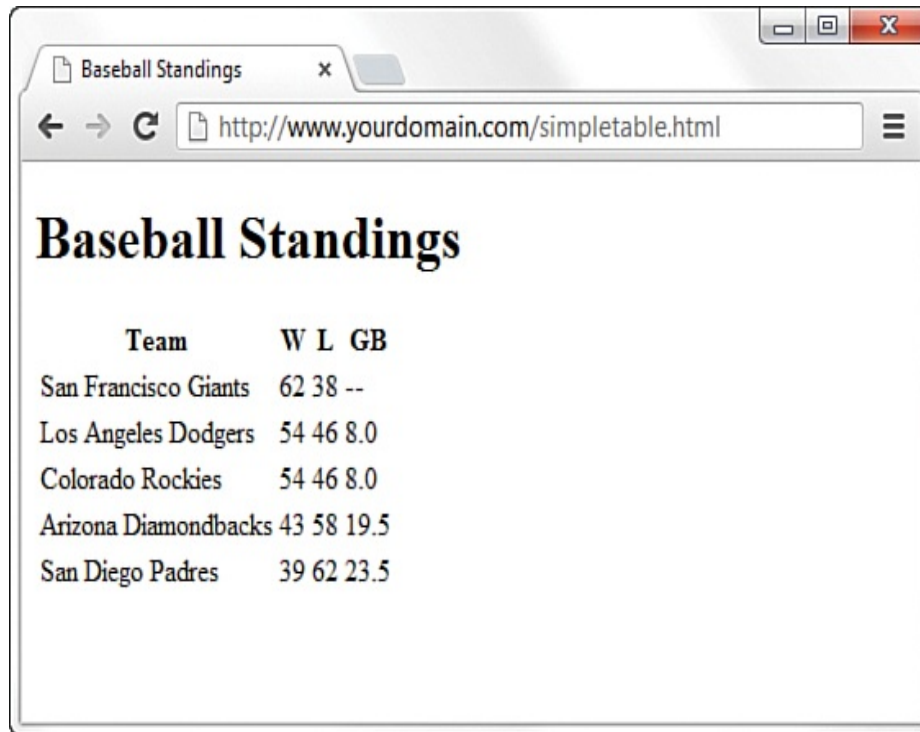 Baseball Standings
http://www.yourdomain.com/simpletable.html
Baseball Standings
Team W L GB
San Francisco Giants 62 38 --
Los Angeles Dodgers 54 46 8.0
Colorado Rockies 54 46 8.0
Arizona Diamondbacks 43 58 19.5
San Diego Padres 39 62 23.5